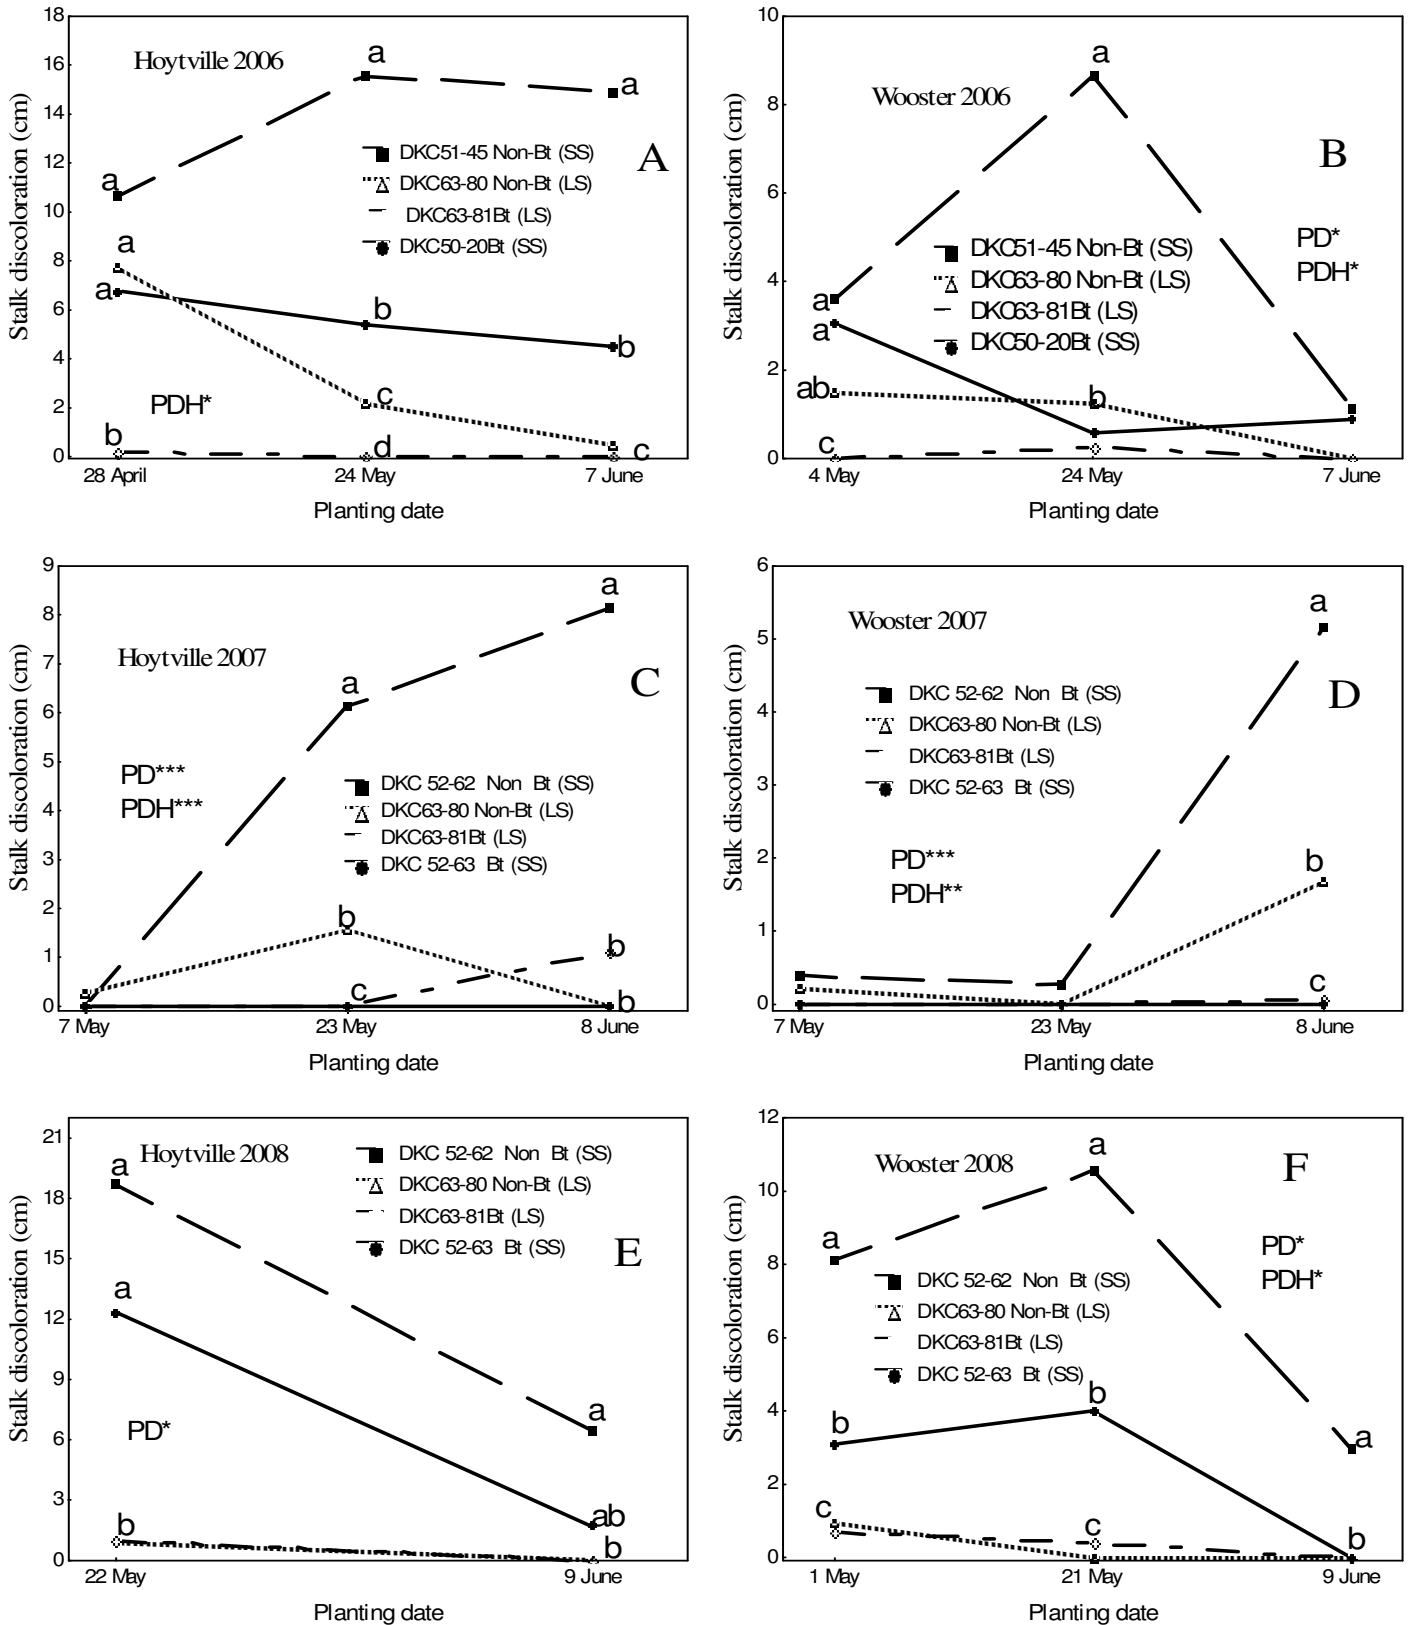 Hoytville 2006
A
Stalk discoloration (cm)
18
16
14
12
10
8
6
4
2
0
DKC51-45 Non-Bt (SS)
DKC63-80 Non-Bt (LS)
DKC63-81Bt (LS)
DKC50-20Bt (SS)
a
a
a
a
a
b
b
c
b
d
c
PDH*
28 April
24 May
7 June
Planting date
Wooster 2006
B
Stalk discoloration (cm)
10
8
6
4
2
0
DKC51-45 Non-Bt (SS)
DKC63-80 Non-Bt (LS)
DKC63-81Bt (LS)
DKC50-20Bt (SS)
PD*
PDH*
a
a
a
ab
b
c
4 May
24 May
7 June
Planting date
Hoytville 2007
C
Stalk discoloration (cm)
9
8
7
6
5
4
3
2
1
0
PD***
PDH***
DKC 52-62 Non Bt (SS)
DKC63-80 Non-Bt (LS)
DKC63-81Bt (LS)
DKC 52-63 Bt (SS)
a
a
b
b
c
b
7 May
23 May
8 June
Planting date
Wooster 2007
D
Stalk discoloration (cm)
6
5
4
3
2
1
0
DKC 52-62 Non Bt (SS)
DKC63-80 Non-Bt (LS)
DKC63-81Bt (LS)
DKC 52-63 Bt (SS)
PD***
PDH**
a
b
c
7 May
23 May
8 June
Planting date
Hoytville 2008
E
Stalk discoloration (cm)
21
18
15
12
9
6
3
0
DKC 52-62 Non Bt (SS)
DKC63-80 Non-Bt (LS)
DKC63-81Bt (LS)
DKC 52-63 Bt (SS)
PD*
a
a
a
ab
b
b
22 May
9 June
Planting date
Wooster 2008
F
Stalk discoloration (cm)
12
10
8
6
4
2
0
PD*
PDH*
DKC 52-62 Non Bt (SS)
DKC63-80 Non-Bt (LS)
DKC63-81Bt (LS)
DKC 52-63 Bt (SS)
a
a
a
b
b
c
c
b
1 May
21 May
9 June
Planting date